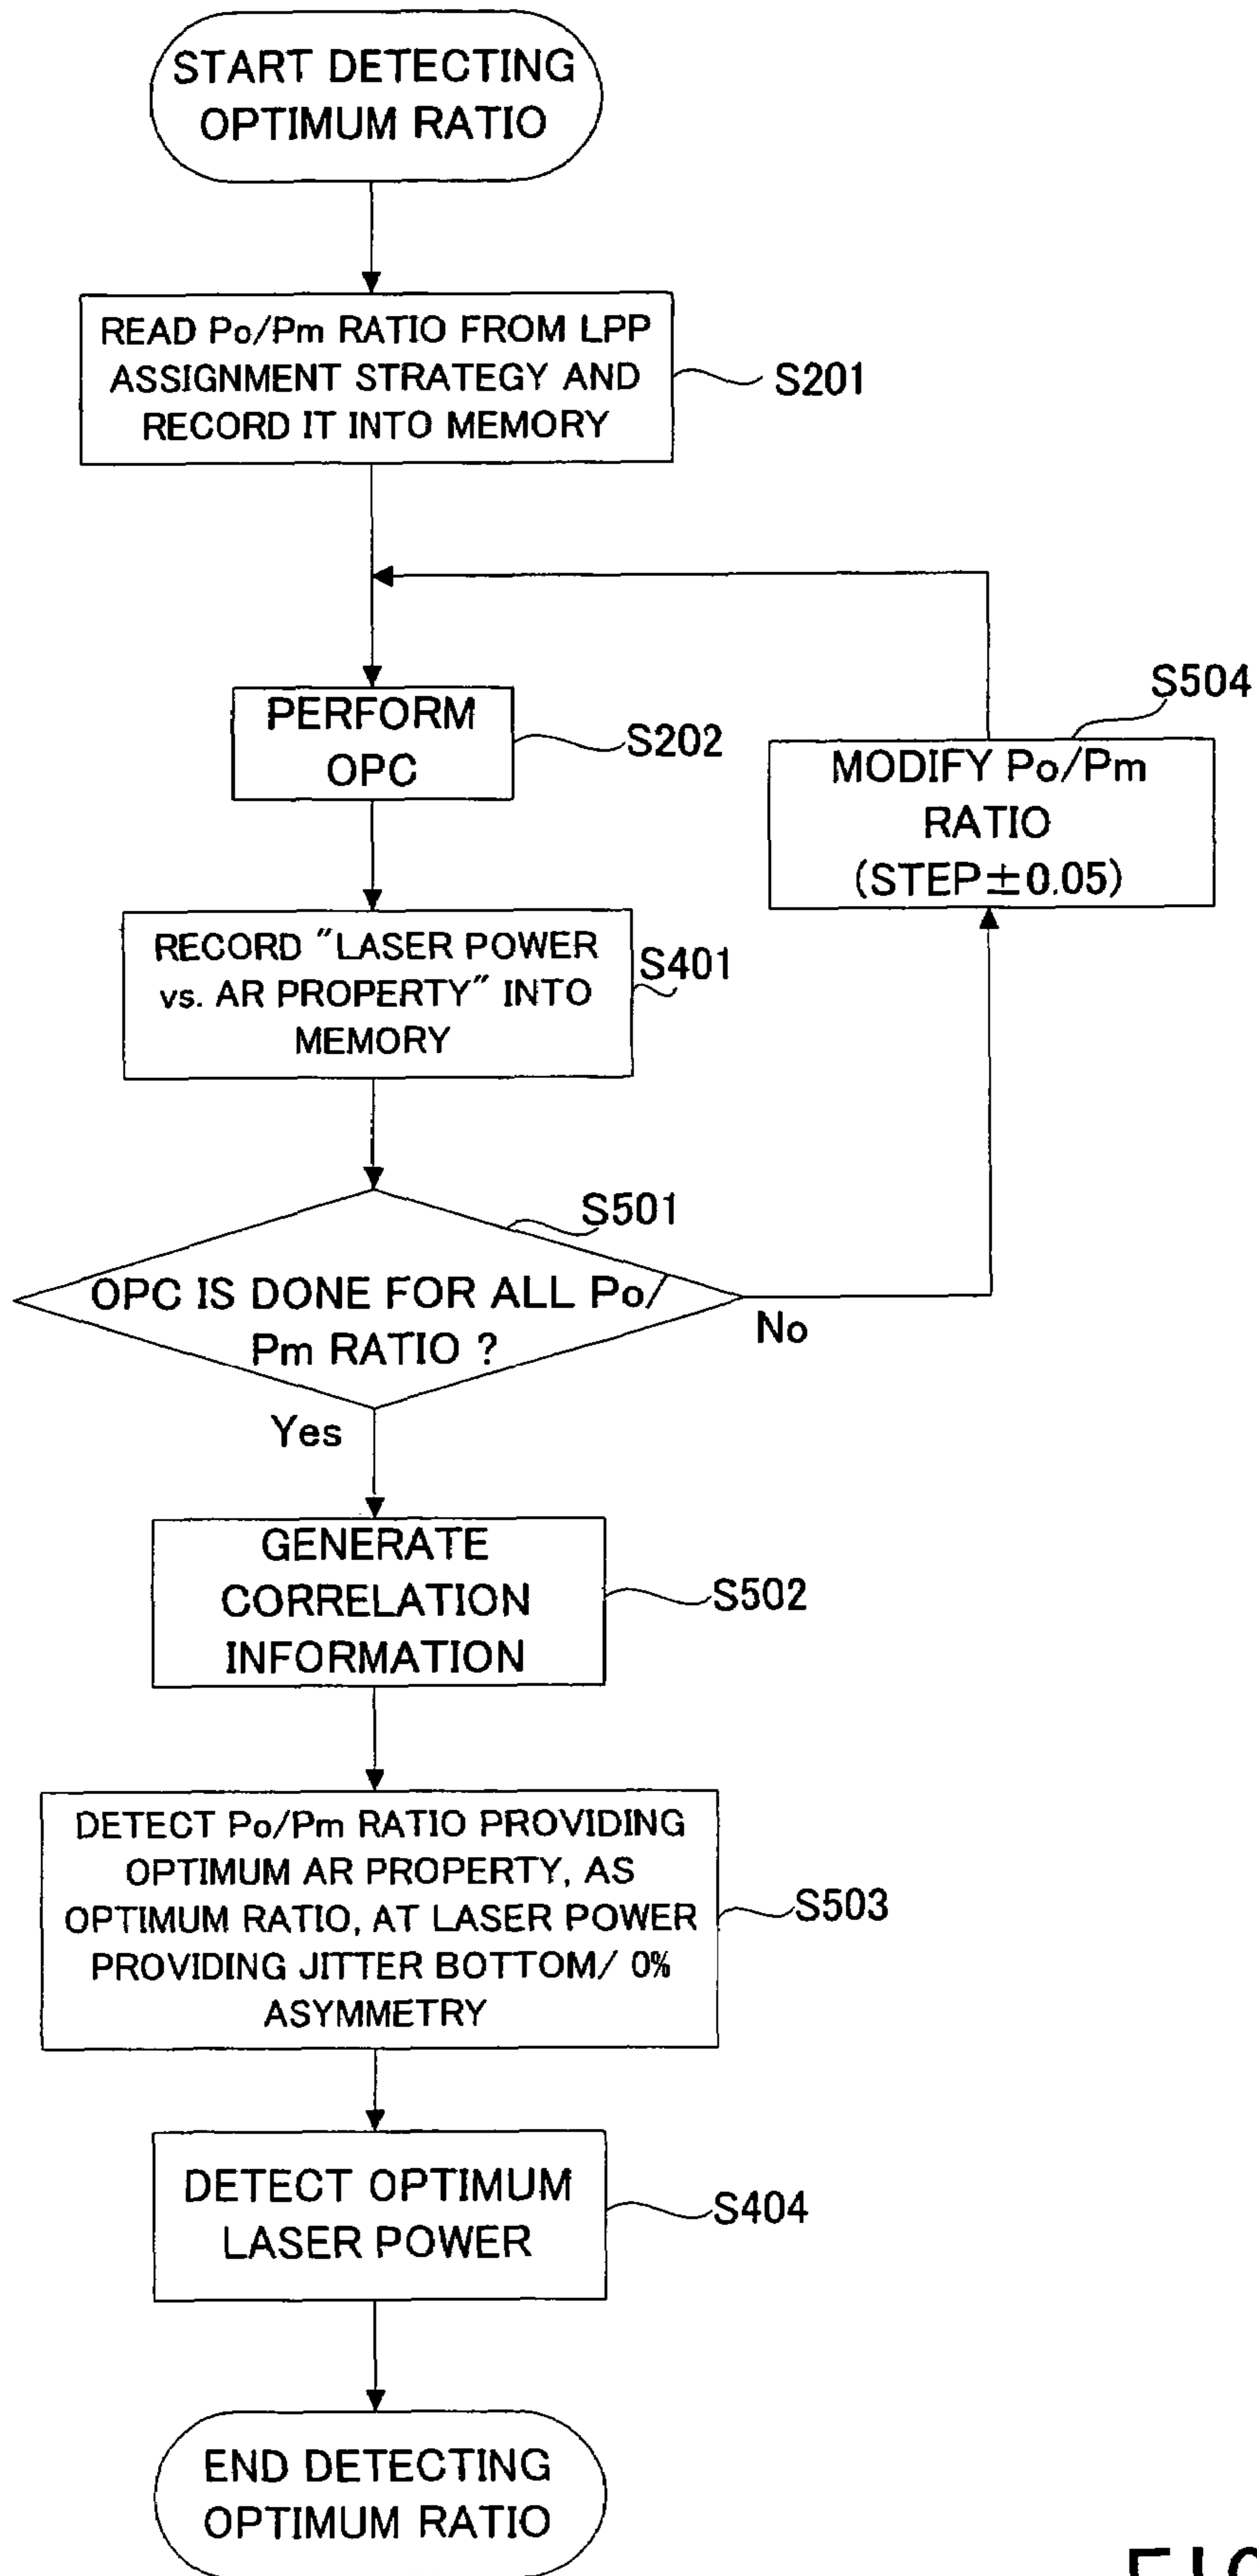 START DETECTING
OPTIMUM RATIO
READ Po/Pm RATIO FROM LPP
ASSIGNMENT STRATEGY AND
RECORD IT INTO MEMORY
S201
PERFORM
OPC
S202
S504
MODIFY Po/Pm
RATIO
(STEP±0.05)
RECORD "LASER POWER
vs. AR PROPERTY" INTO
MEMORY
S401
S501
OPC IS DONE FOR ALL Po/
Pm RATIO ?
No
Yes
GENERATE
CORRELATION
INFORMATION
S502
DETECT Po/Pm RATIO PROVIDING
OPTIMUM AR PROPERTY, AS
OPTIMUM RATIO, AT LASER POWER
PROVIDING JITTER BOTTOM/ 0%
ASYMMETRY
S503
DETECT OPTIMUM
LASER POWER
S404
END DETECTING
OPTIMUM RATIO